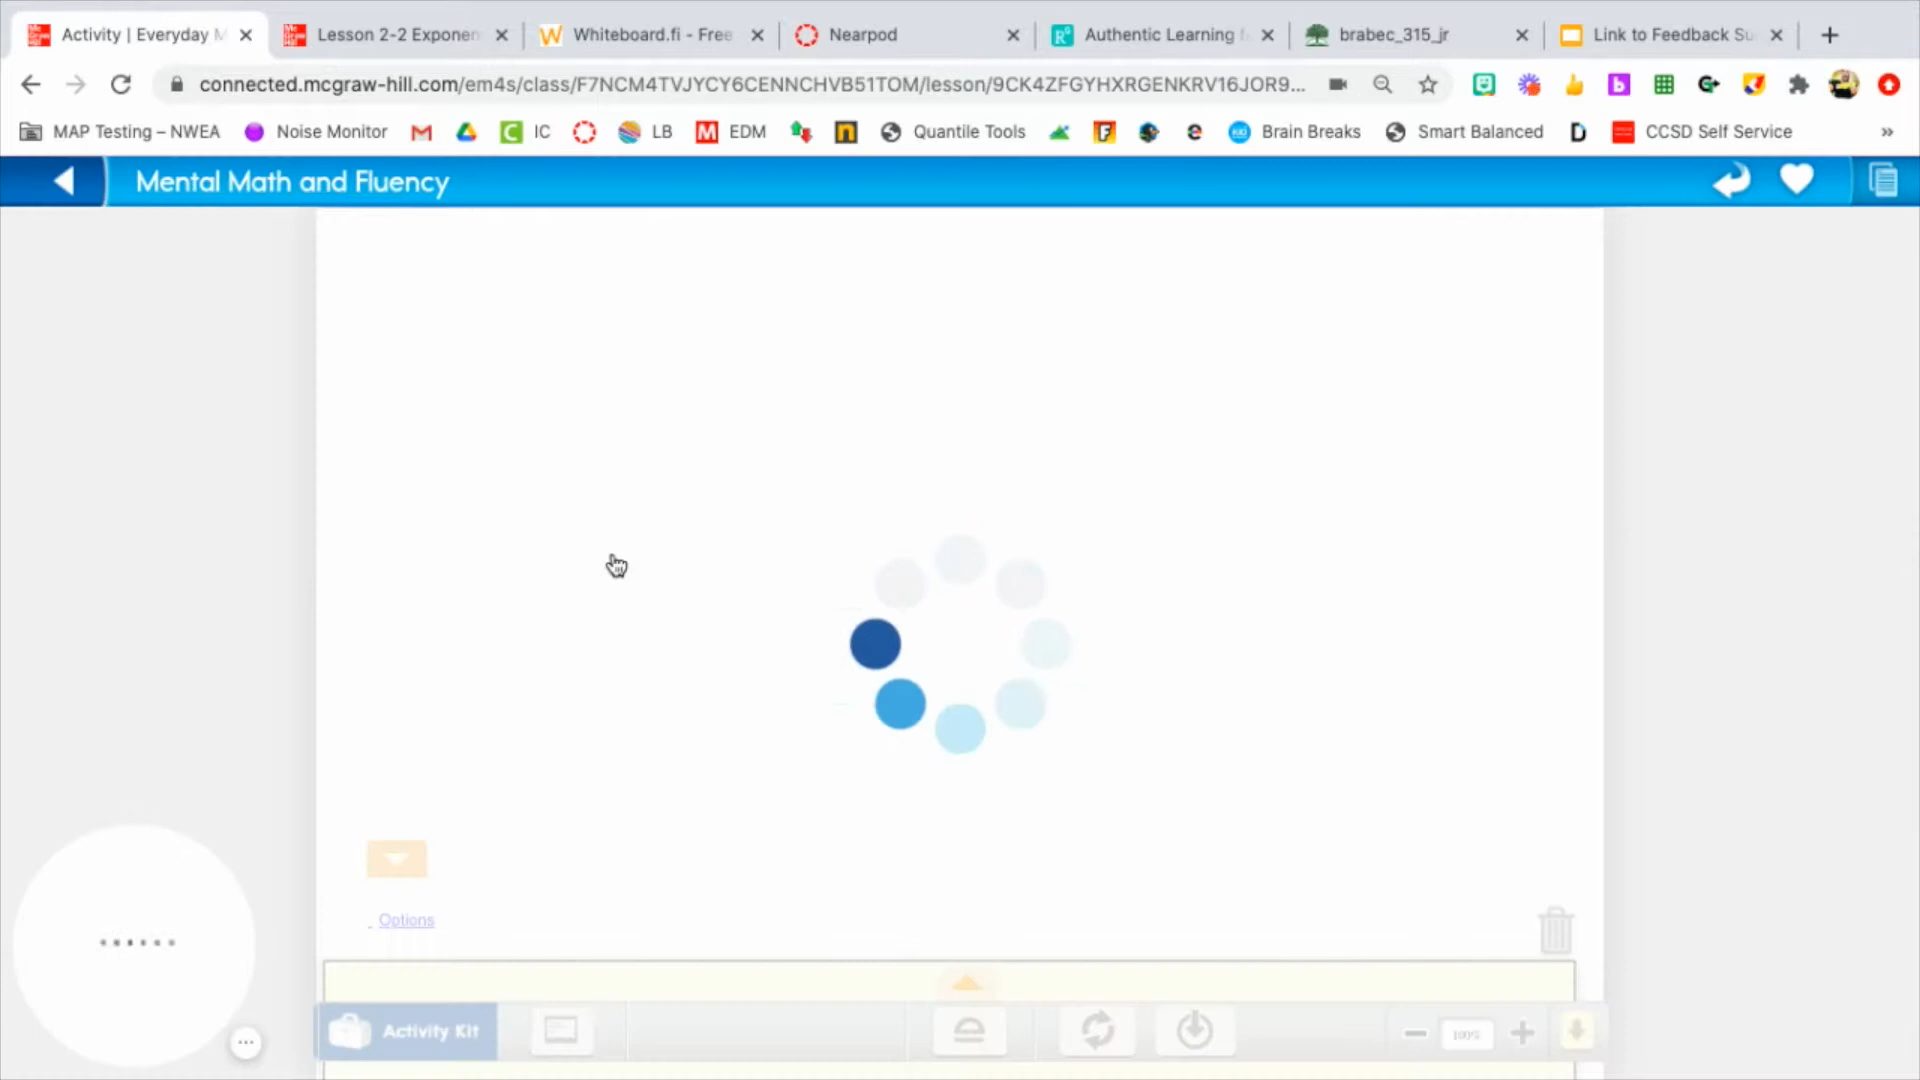 Activity | Everyday M
Lesson 2-2 Exponen
Whiteboard.fi - Free
Nearpod
Authentic Learning f
brabec_315_jr
Link to Feedback Su
connected.mcgraw-hill.com/em4s/class/F7NCM4TVJYCY6CENNCHVB51TOM/lesson/9CK4ZFGYHXRGENKRV16JOR9...
MAP Testing – NWEA
Noise Monitor
IC
LB
EDM
Quantile Tools
Brain Breaks
Smart Balanced
CCSD Self Service
»
Mental Math and Fluency
Options
Activity Kit
100%